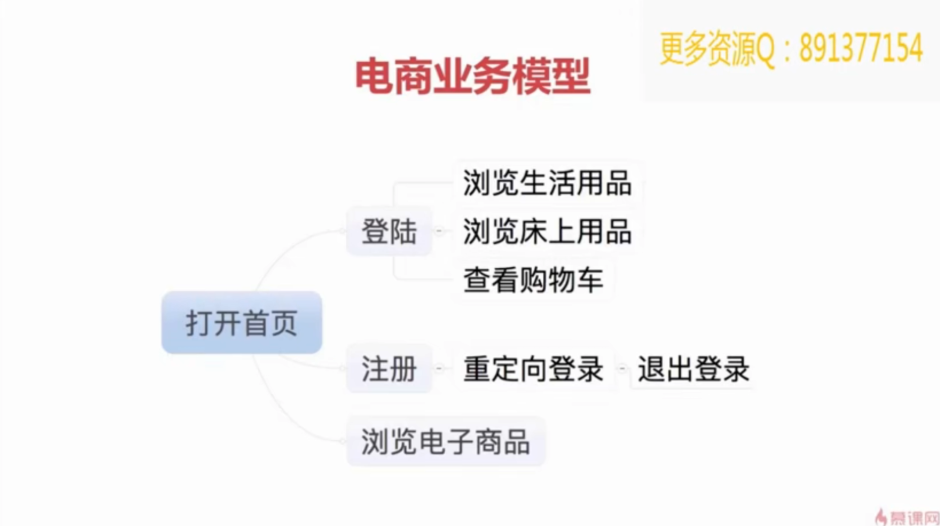 更多资源Q：891377154
电商业务模型
浏览生活用品
登陆
浏览床上用品
查看购物车
打开首页
注册
重定向登录
退出登录
浏览电子商品
慕课网